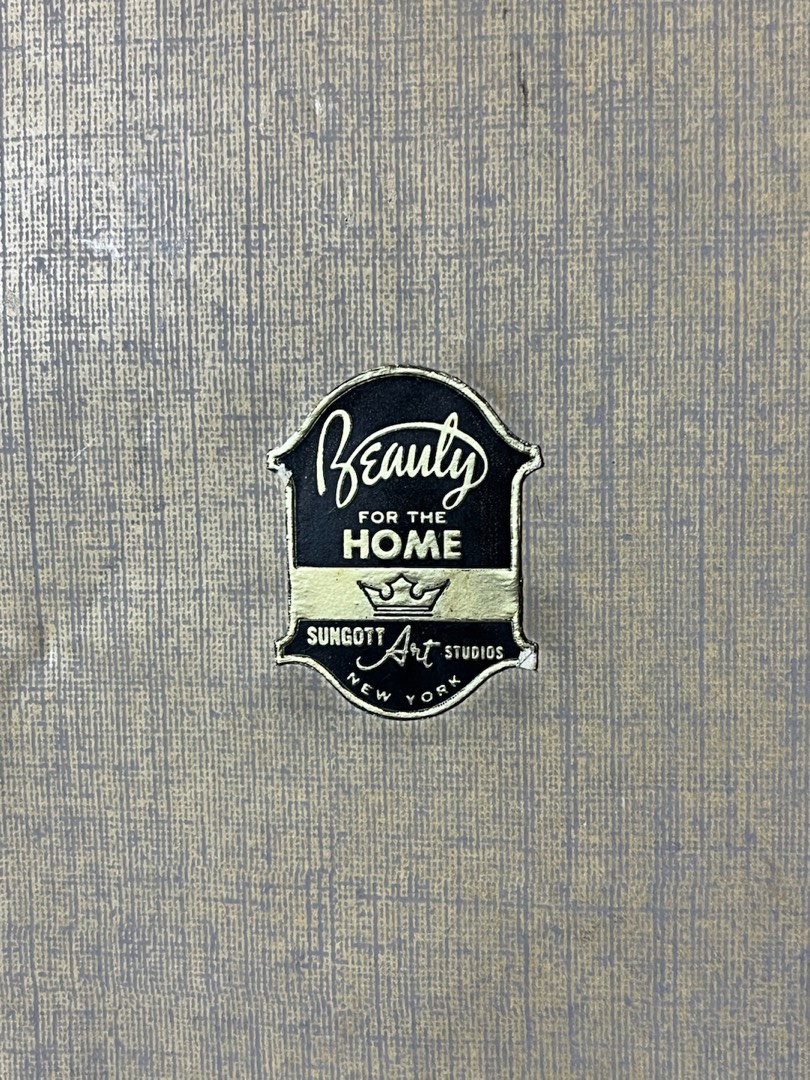 Beauty
FOR THE
HOME
SUNGOTT Art STUDIOS
NEW YORK